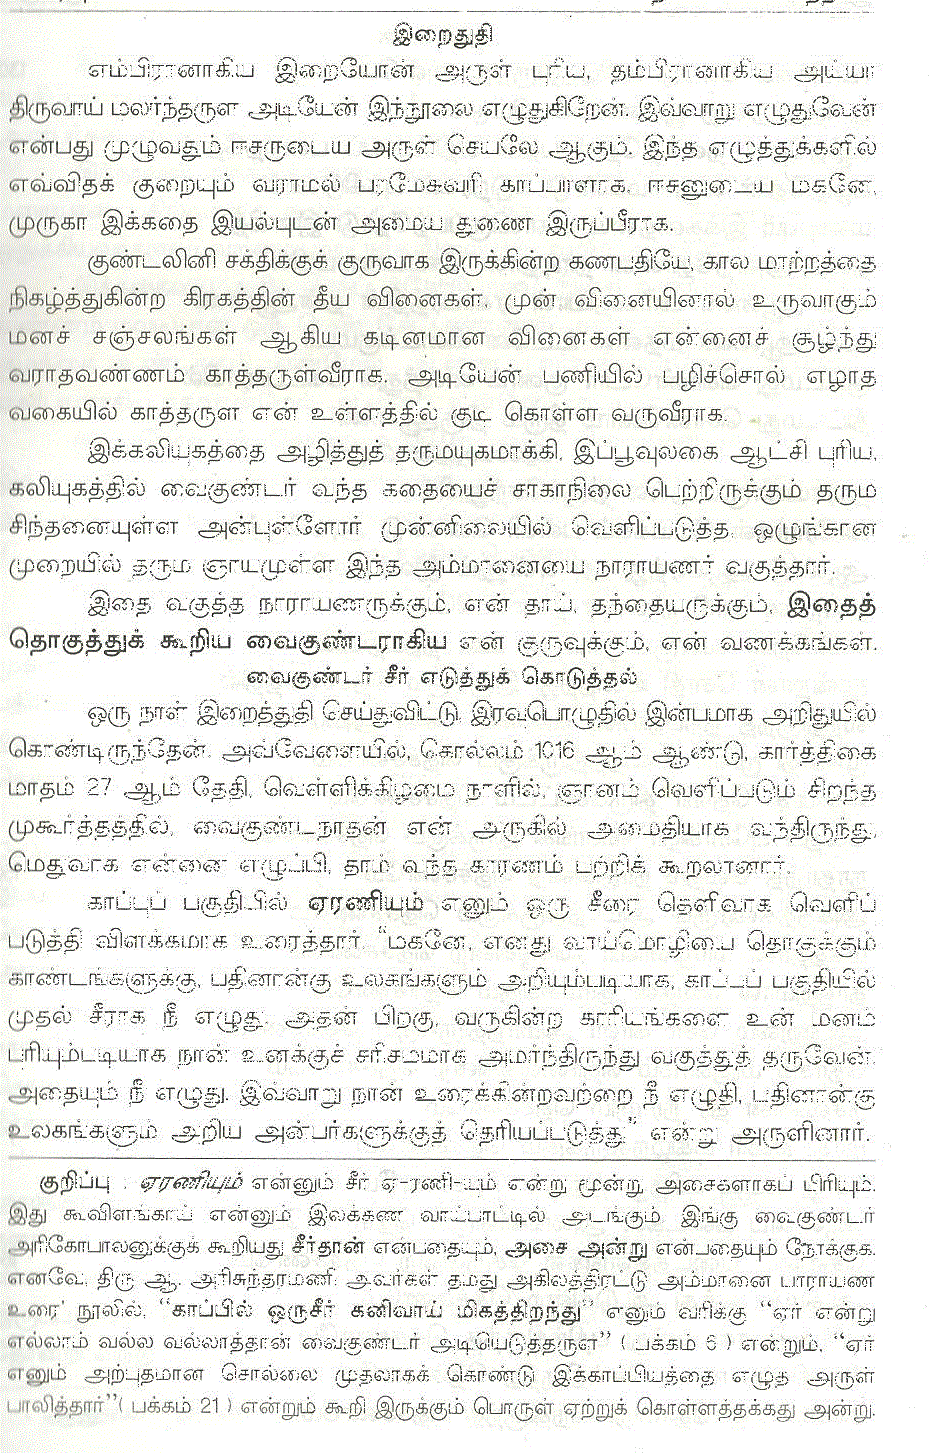 இறைதுதி
எம்பிரானாகிய இறையோன் அருள் புரிய, தம்பிரானாகிய அய்யா
திருவாய் மலர்ந்தருள அடியேன் இந்நூலை எழுதுகிறேன். இவ்வாறு எழுதுவேன்
என்பது முழுவதும் ஈசருடைய அருள் செயலே ஆகும். இந்த எழுத்துக்களில்
எவ்விதக் குறையும் வராமல் பரமேசுவரி காப்பாளாக. ஈசனுடைய மகனே,
முருகா இக்கதை இயல்புடன் அமைய துணை இருப்பீராக.
குண்டலினி சக்திக்குக் குருவாக இருக்கின்ற கணபதியே, கால மாற்றத்தை
நிகழ்த்துகின்ற கிரகத்தின் தீய வினைகள், முன் வினையினால் உருவாகும்
மனச் சஞ்சலங்கள் ஆகிய கடினமான வினைகள் என்னைச் சூழ்ந்து
வராதவண்ணம் காத்தருள்வீராக. அடியேன் பணியில் பழிச்சொல் எழாத
வகையில் காத்தருள என் உள்ளத்தில் குடி கொள்ள வருவீராக.
இக்கலியுகத்தை அழித்துத் தருமயுகமாக்கி, இப்பூவுலகை ஆட்சி புரிய,
கலியுகத்தில் வைகுண்டர் வந்த கதையைச் சாகாநிலை பெற்றிருக்கும் தரும
சிந்தனையுள்ள அன்புள்ளோர் முன்னிலையில் வெளிப்படுத்த, ஒழுங்கான
முறையில் தரும ஞாயமுள்ள இந்த அம்மானையை நாராயணர் வகுத்தார்.
இதை வகுத்த நாராயணருக்கும், என் தாய், தந்தையருக்கும், இதைத்
தொகுத்துக் கூறிய வைகுண்டராகிய என் குருவுக்கும், என் வணக்கங்கள்.
வைகுண்டர் சீர் எடுத்துக் கொடுத்தல்
ஒரு நாள் இறைத்துதி செய்துவிட்டு, இரவுபொழுதில் இன்பமாக அறிதுயில்
கொண்டிருந்தேன். அவ்வேளையில், கொல்லம் 1016 ஆம் ஆண்டு, கார்த்திகை
மாதம் 27 ஆம் தேதி, வெள்ளிக்கிழமை நாளில், ஞானம் வெளிப்படும் சிறந்த
முகூர்த்தத்தில், வைகுண்டநாதன் என் அருகில் அமைதியாக வந்திருந்து,
மெதுவாக என்னை எழுப்பி, தாம் வந்த காரணம் பற்றிக் கூறலானார்.
காப்புப் பகுதியில் ஏரணியும் எனும் ஒரு சீரை தெளிவாக வெளிப்
படுத்தி விளக்கமாக உரைத்தார். “மகனே, எனது வாய்மொழியை தொகுக்கும்
காண்டங்களுக்கு, பதினான்கு உலகங்களும் அறியும்படியாக, காப்புப் பகுதியில்
முதல் சீராக நீ எழுது. அதன் பிறகு, வருகின்ற காரியங்களை உன் மனம்
புரியும்படியாக நான் உனக்குச் சரிசமமாக அமர்ந்திருந்து வகுத்துத் தருவேன்.
அதையும் நீ எழுது. இவ்வாறு நான் உரைக்கின்றவற்றை நீ எழுதி, பதினான்கு
உலகங்களும் அறிய அன்பர்களுக்குத் தெரியப்படுத்து” என்று அருளினார்.
குறிப்பு : ஏரணியும் என்னும் சீர் ஏ-ரணி-யும் என்று மூன்று அசைகளாகப் பிரியும்.
இது கூவிளங்காய் என்னும் இலக்கண வாய்பாட்டில் அடங்கும். இங்கு வைகுண்டர்
அரிகோபாலனுக்குக் கூறியது சீர்தான் என்பதையும், அசை அன்று என்பதையும் நோக்குக.
எனவே, திரு ஆ. அரிசுந்தரமணி அவர்கள் தமது அகிலத்திரட்டு அம்மானை பாராயண
உரை’ நூலில், “காப்பில் ஒருசீர் கனிவாய் மிகத்திறந்து” எனும் வரிக்கு “ஏர் என்று
எல்லாம் வல்ல வல்லாத்தான் வைகுண்டர் அடியெடுத்தருள” ( பக்கம் 6 ) என்றும், “ஏர்
எனும் அற்புதமான சொல்லை முதலாகக் கொண்டு இக்காப்பியத்தை எழுத அருள்
பாலித்தார்”( பக்கம் 21 ) என்றும் கூறி இருக்கும் பொருள் ஏற்றுக் கொள்ளத்தக்கது அன்று.